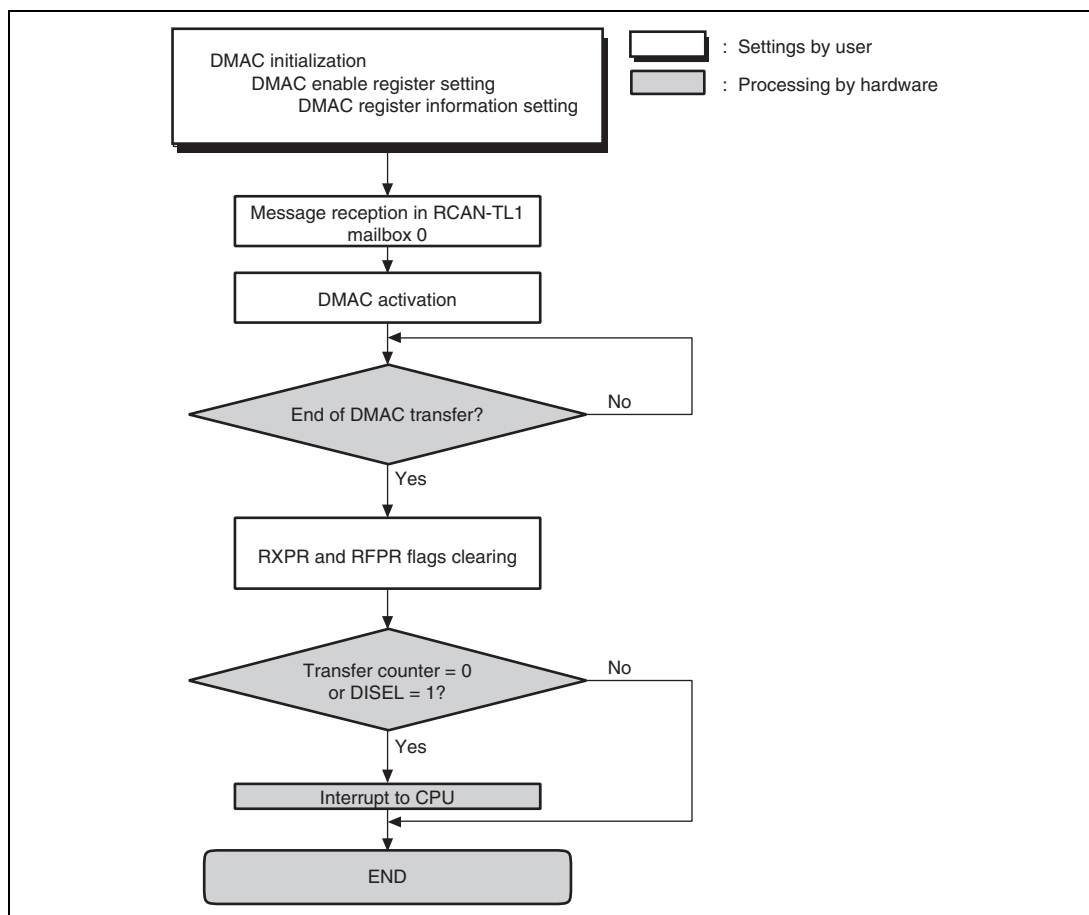 DMAC initialization
DMAC enable register setting
DMAC register information setting
: Settings by user
: Processing by hardware
Message reception in RCAN-TL1
mailbox 0
DMAC activation
End of DMAC transfer?
No
Yes
RXPR and RFPR flags clearing
Transfer counter = 0
or DISEL = 1?
No
Yes
Interrupt to CPU
END